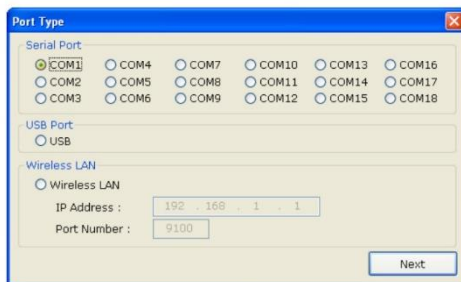 Port Type
Serial Port
COM1 COM4 COM7 COM10 COM13 COM16
COM2 COM5 COM8 COM11 COM14 COM17
COM3 COM6 COM9 COM12 COM15 COM18
USB Port
USB
Wireless LAN
Wireless LAN
IP Address : 192 . 168 . 1 . 1
Port Number : 9100
Next